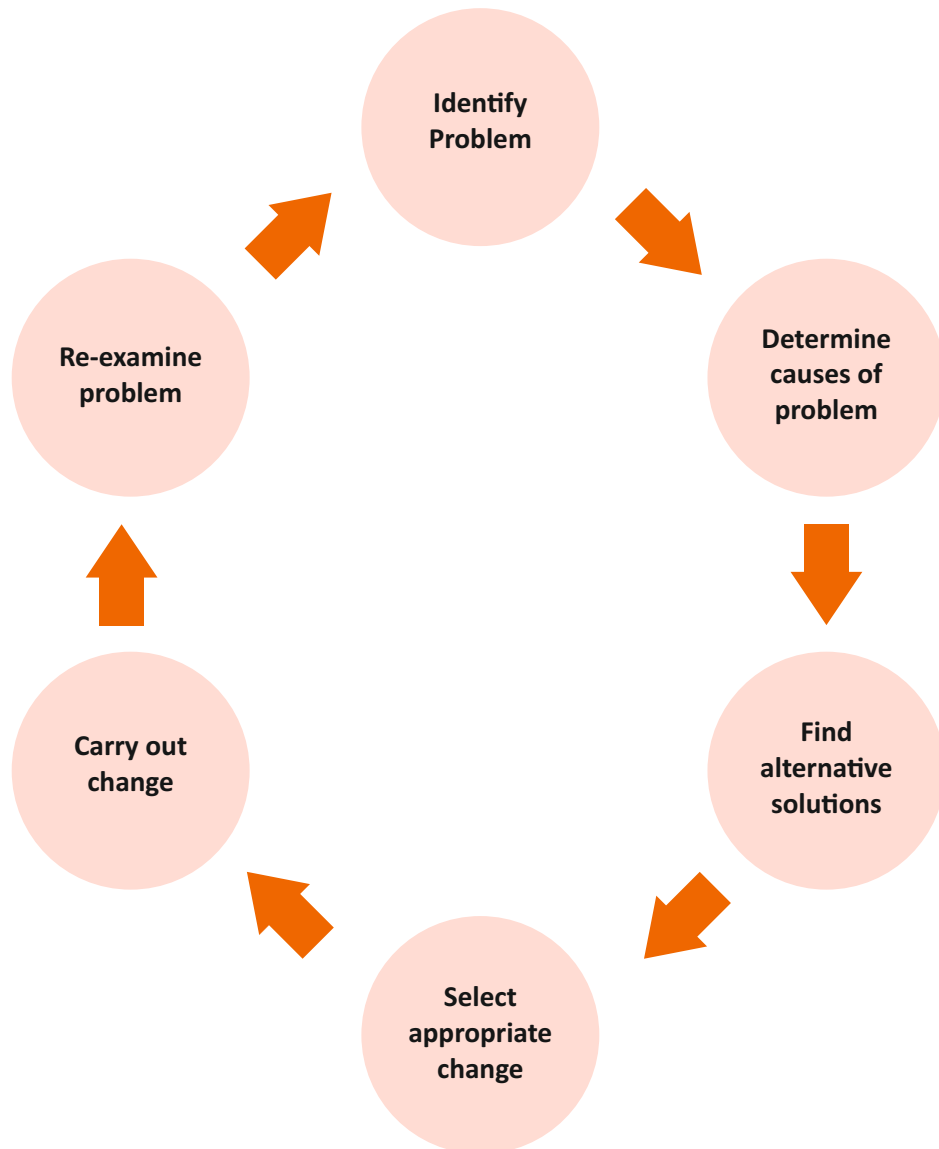 Identify
Problem
Determine
causes of
problem
Find
alternative
solutions
Select
appropriate
change
Carry out
change
Re-examine
problem